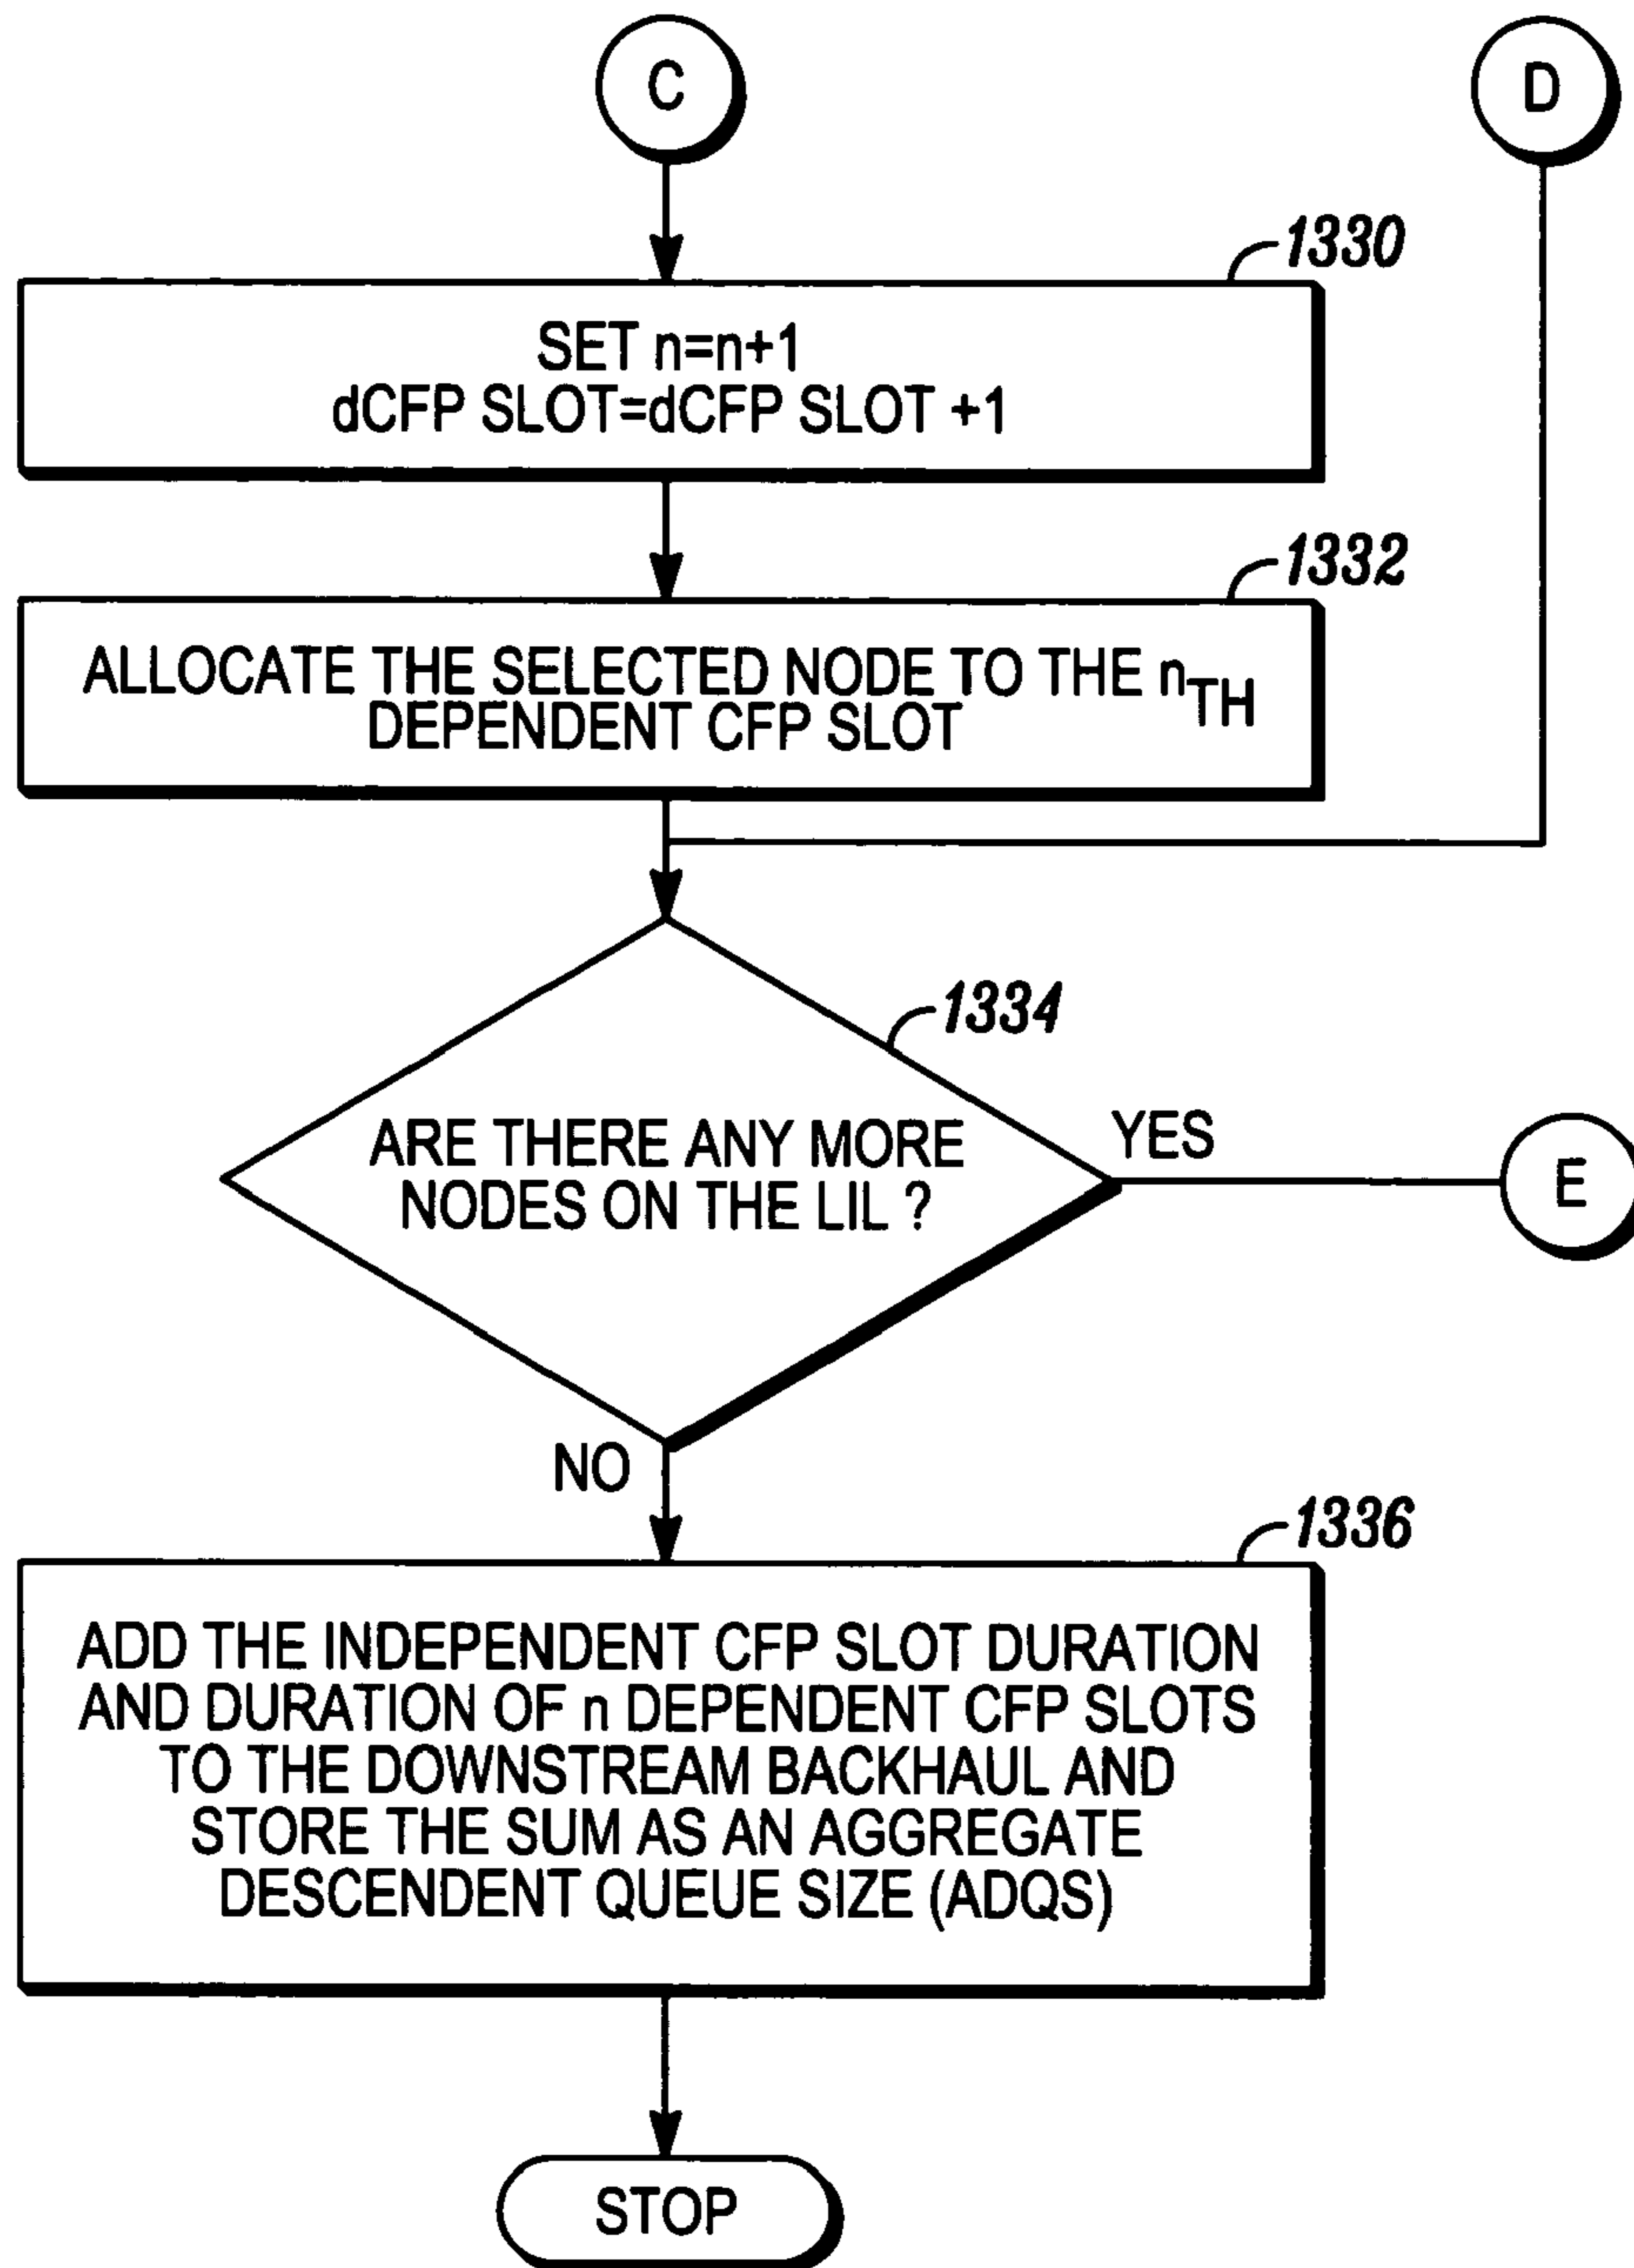 C
D
1330
SET n=n+1
dCFP SLOT=dCFP SLOT +1
1332
ALLOCATE THE SELECTED NODE TO THE nTH
DEPENDENT CFP SLOT
1334
ARE THERE ANY MORE
NODES ON THE LIL ?
YES
E
NO
1336
ADD THE INDEPENDENT CFP SLOT DURATION
AND DURATION OF n DEPENDENT CFP SLOTS
TO THE DOWNSTREAM BACKHAUL AND
STORE THE SUM AS AN AGGREGATE
DESCENDENT QUEUE SIZE (ADQS)
STOP